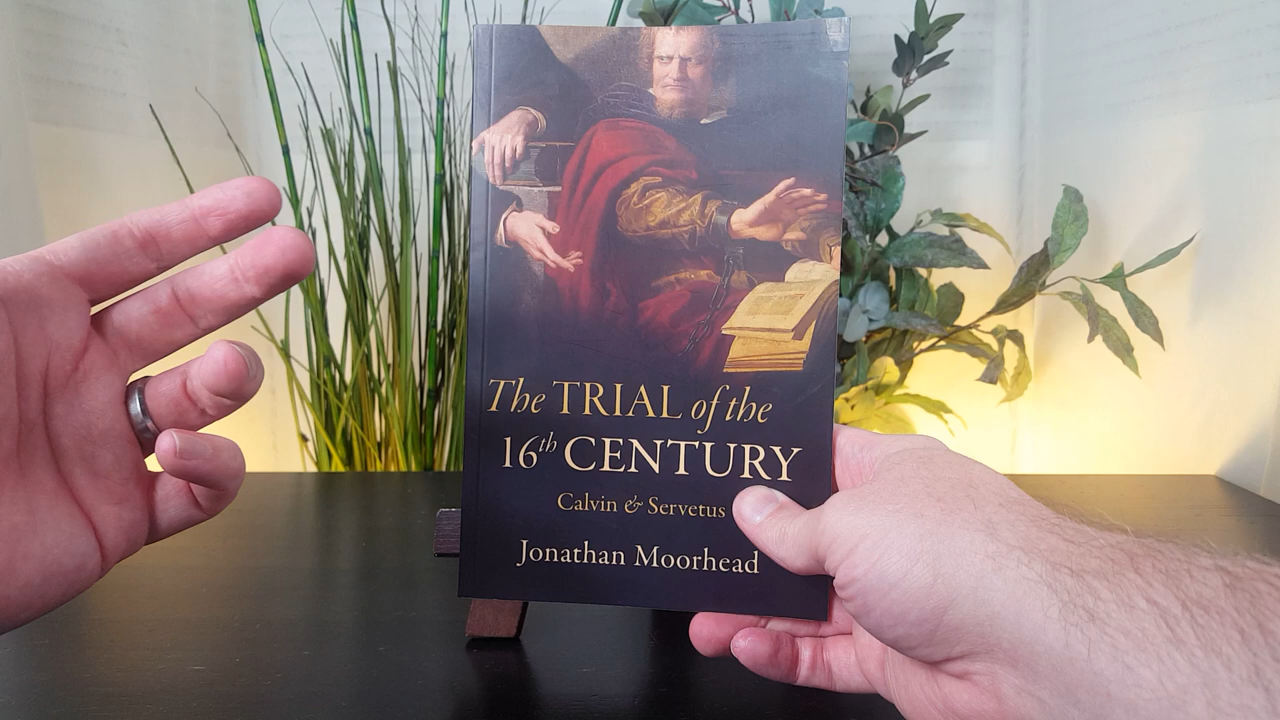 The TRIAL of the
16th CENTURY
Calvin & Servetus
Jonathan Moorhead